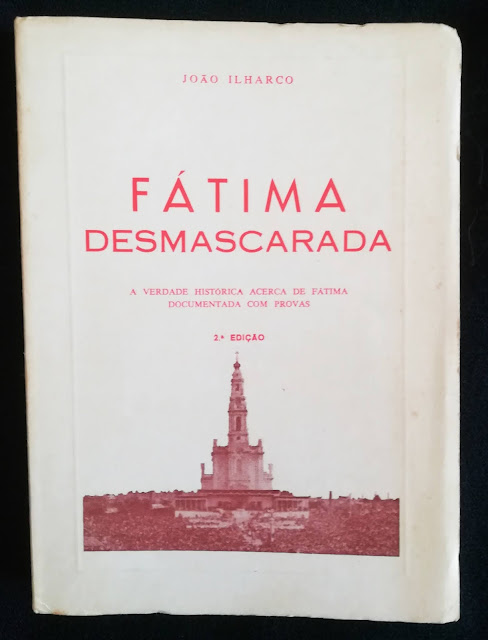 JOÃO ILHARCO
FÁTIMA
DESMASCARADA
A VERDADE HISTÓRICA ACERCA DE FÁTIMA
DOCUMENTADA COM PROVAS
2.ª EDIÇÃO